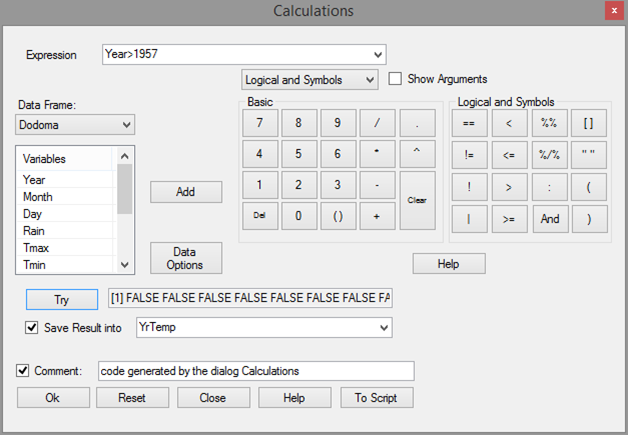 Calculations
x
Expression Year>1957
Logical and Symbols Show Arguments
Data Frame: Basic Logical and Symbols
Dodoma 7 8 9 / . == < %% [ ]
Variables 4 5 6 * ^ != <= %/% " "
Year
Month Add 1 2 3 - Clear ! > : (
Day
Rain Del 0 ( ) + | >= And )
Tmax
Tmin Data Options Help
Try [1] FALSE FALSE FALSE FALSE FALSE FALSE FALSE FA
Save Result into YrTemp
Comment: code generated by the dialog Calculations
Ok Reset Close Help To Script